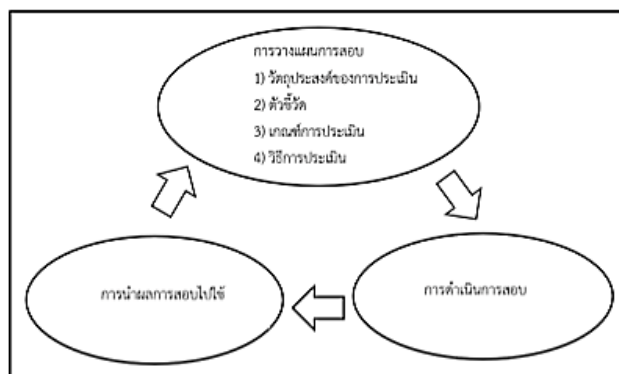 การวางแผนการสอบ
1) วัตถุประสงค์ของการประเมิน
2) ตัวชี้วัด
3) เกณฑ์การประเมิน
4) วิธีการประเมิน
การนำผลการสอบไปใช้
การดำเนินการสอบ